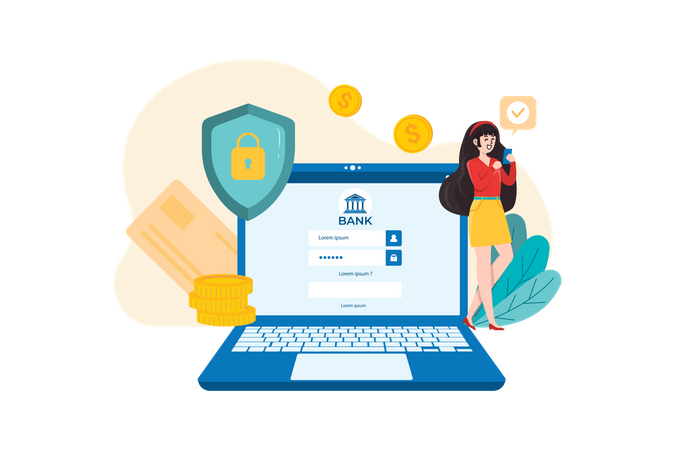 BANK
Lorem ipsum
••••••
Lorem ipsum ?
Lorem ipsum